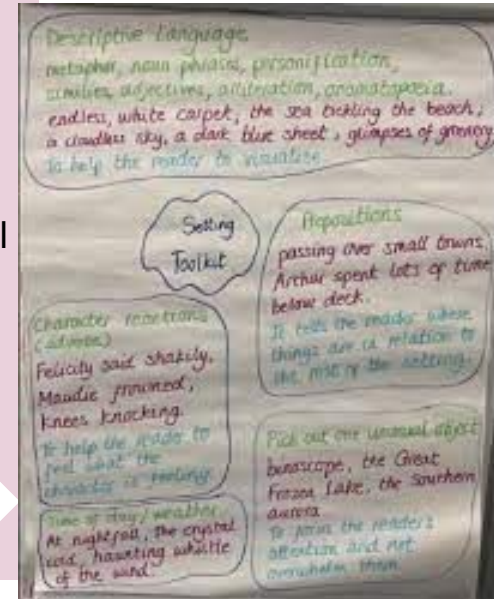 Descriptive Language
metaphor, noun phrases, personification,
similes, adjectives, alliteration, onomatopoeia.
endless, white carpet, the sea tickling the beach,
a cloudless sky, a dark blue sheet, glimpses of greenery
To help the reader to visualise
Setting
Toolkit
Prepositions
passing over small towns,
Arthur spent lots of time
below deck.
It tells the reader where
things are in relation to
the rest of the setting.
Character reactions
(adverbs)
Felicity said shakily,
Maudie frowned,
knees knocking.
To help the reader to
feel what the
character is feeling
Time of day/weather
At nightfall, the crystal
cold, haunting whistle
of the wind
Pick out one unusual object
the Great
Frozen Lake, the Southern
aurora
To focus the readers
attention and not
overwhelm them.